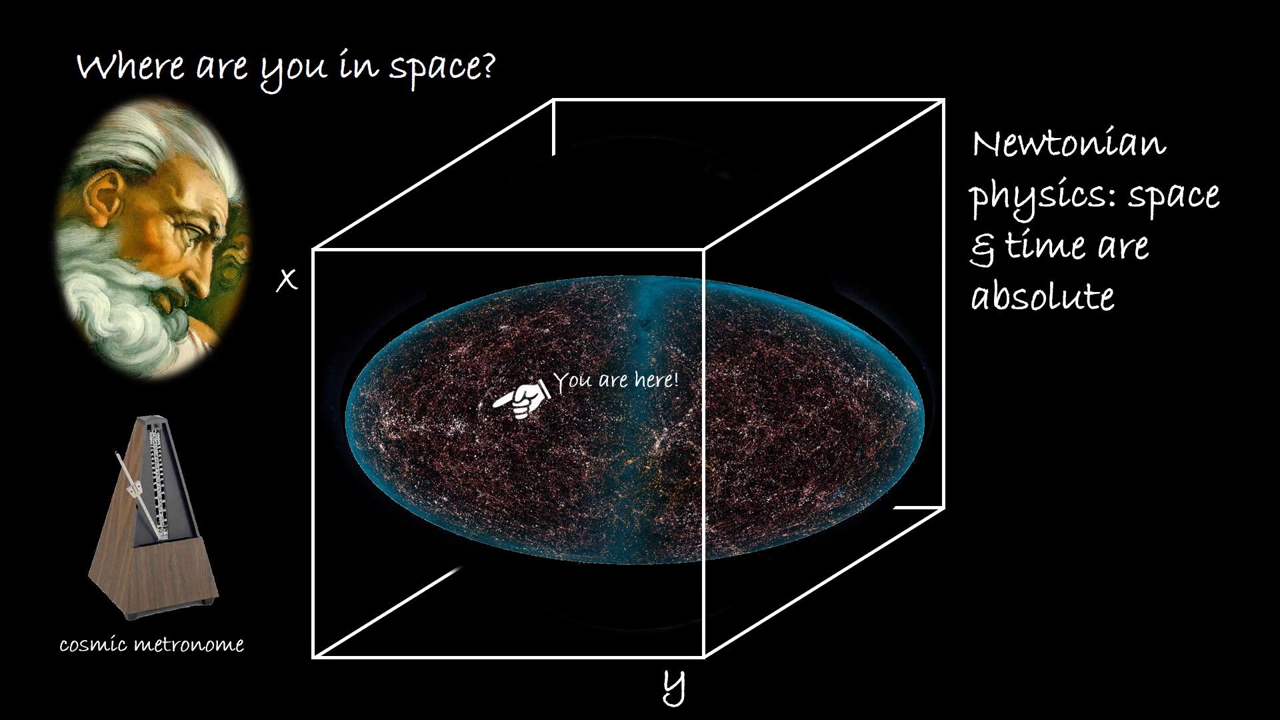 Where are you in space?
Newtonian
physics: space
& time are
absolute
x
You are here!
cosmic metronome
y